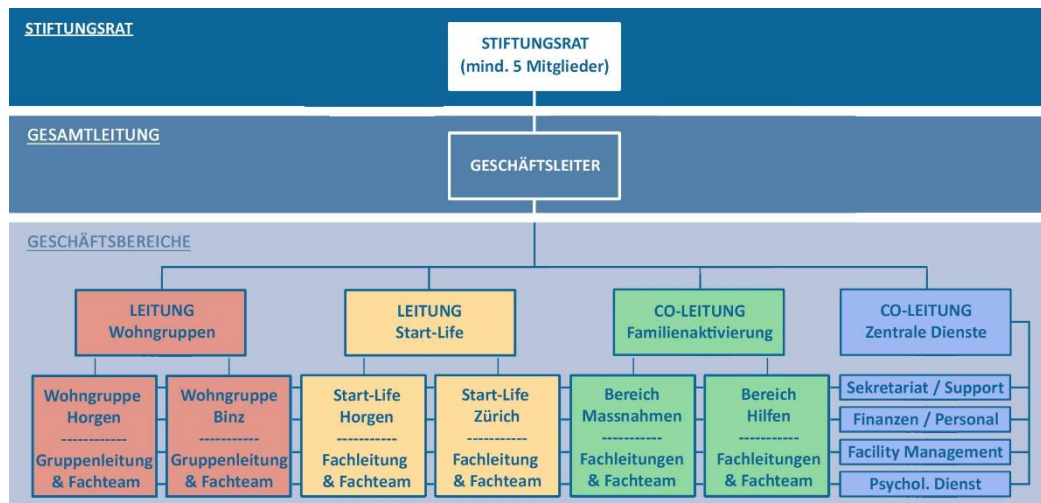 STIFTUNGSRAT
STIFTUNGSRAT
(mind. 5 Mitglieder)
GESAMTLEITUNG
GESCHÄFTSLEITER
GESCHÄFTSBEREICHE
LEITUNG
Wohngruppen
LEITUNG
Start-Life
CO-LEITUNG
Familienaktivierung
CO-LEITUNG
Zentrale Dienste
Wohngruppe
Horgen
------------
Gruppenleitung
& Fachteam
Wohngruppe
Binz
-----------
Gruppenleitung
& Fachteam
Start-Life
Horgen
------------
Fachleitung
& Fachteam
Start-Life
Zürich
-----------
Fachleitung
& Fachteam
Bereich
Massnahmen
-----------
Fachleitungen
& Fachteam
Bereich
Hilfen
------------
Fachleitungen
& Fachteam
Sekretariat / Support
Finanzen / Personal
Facility Management
Psychol. Dienst